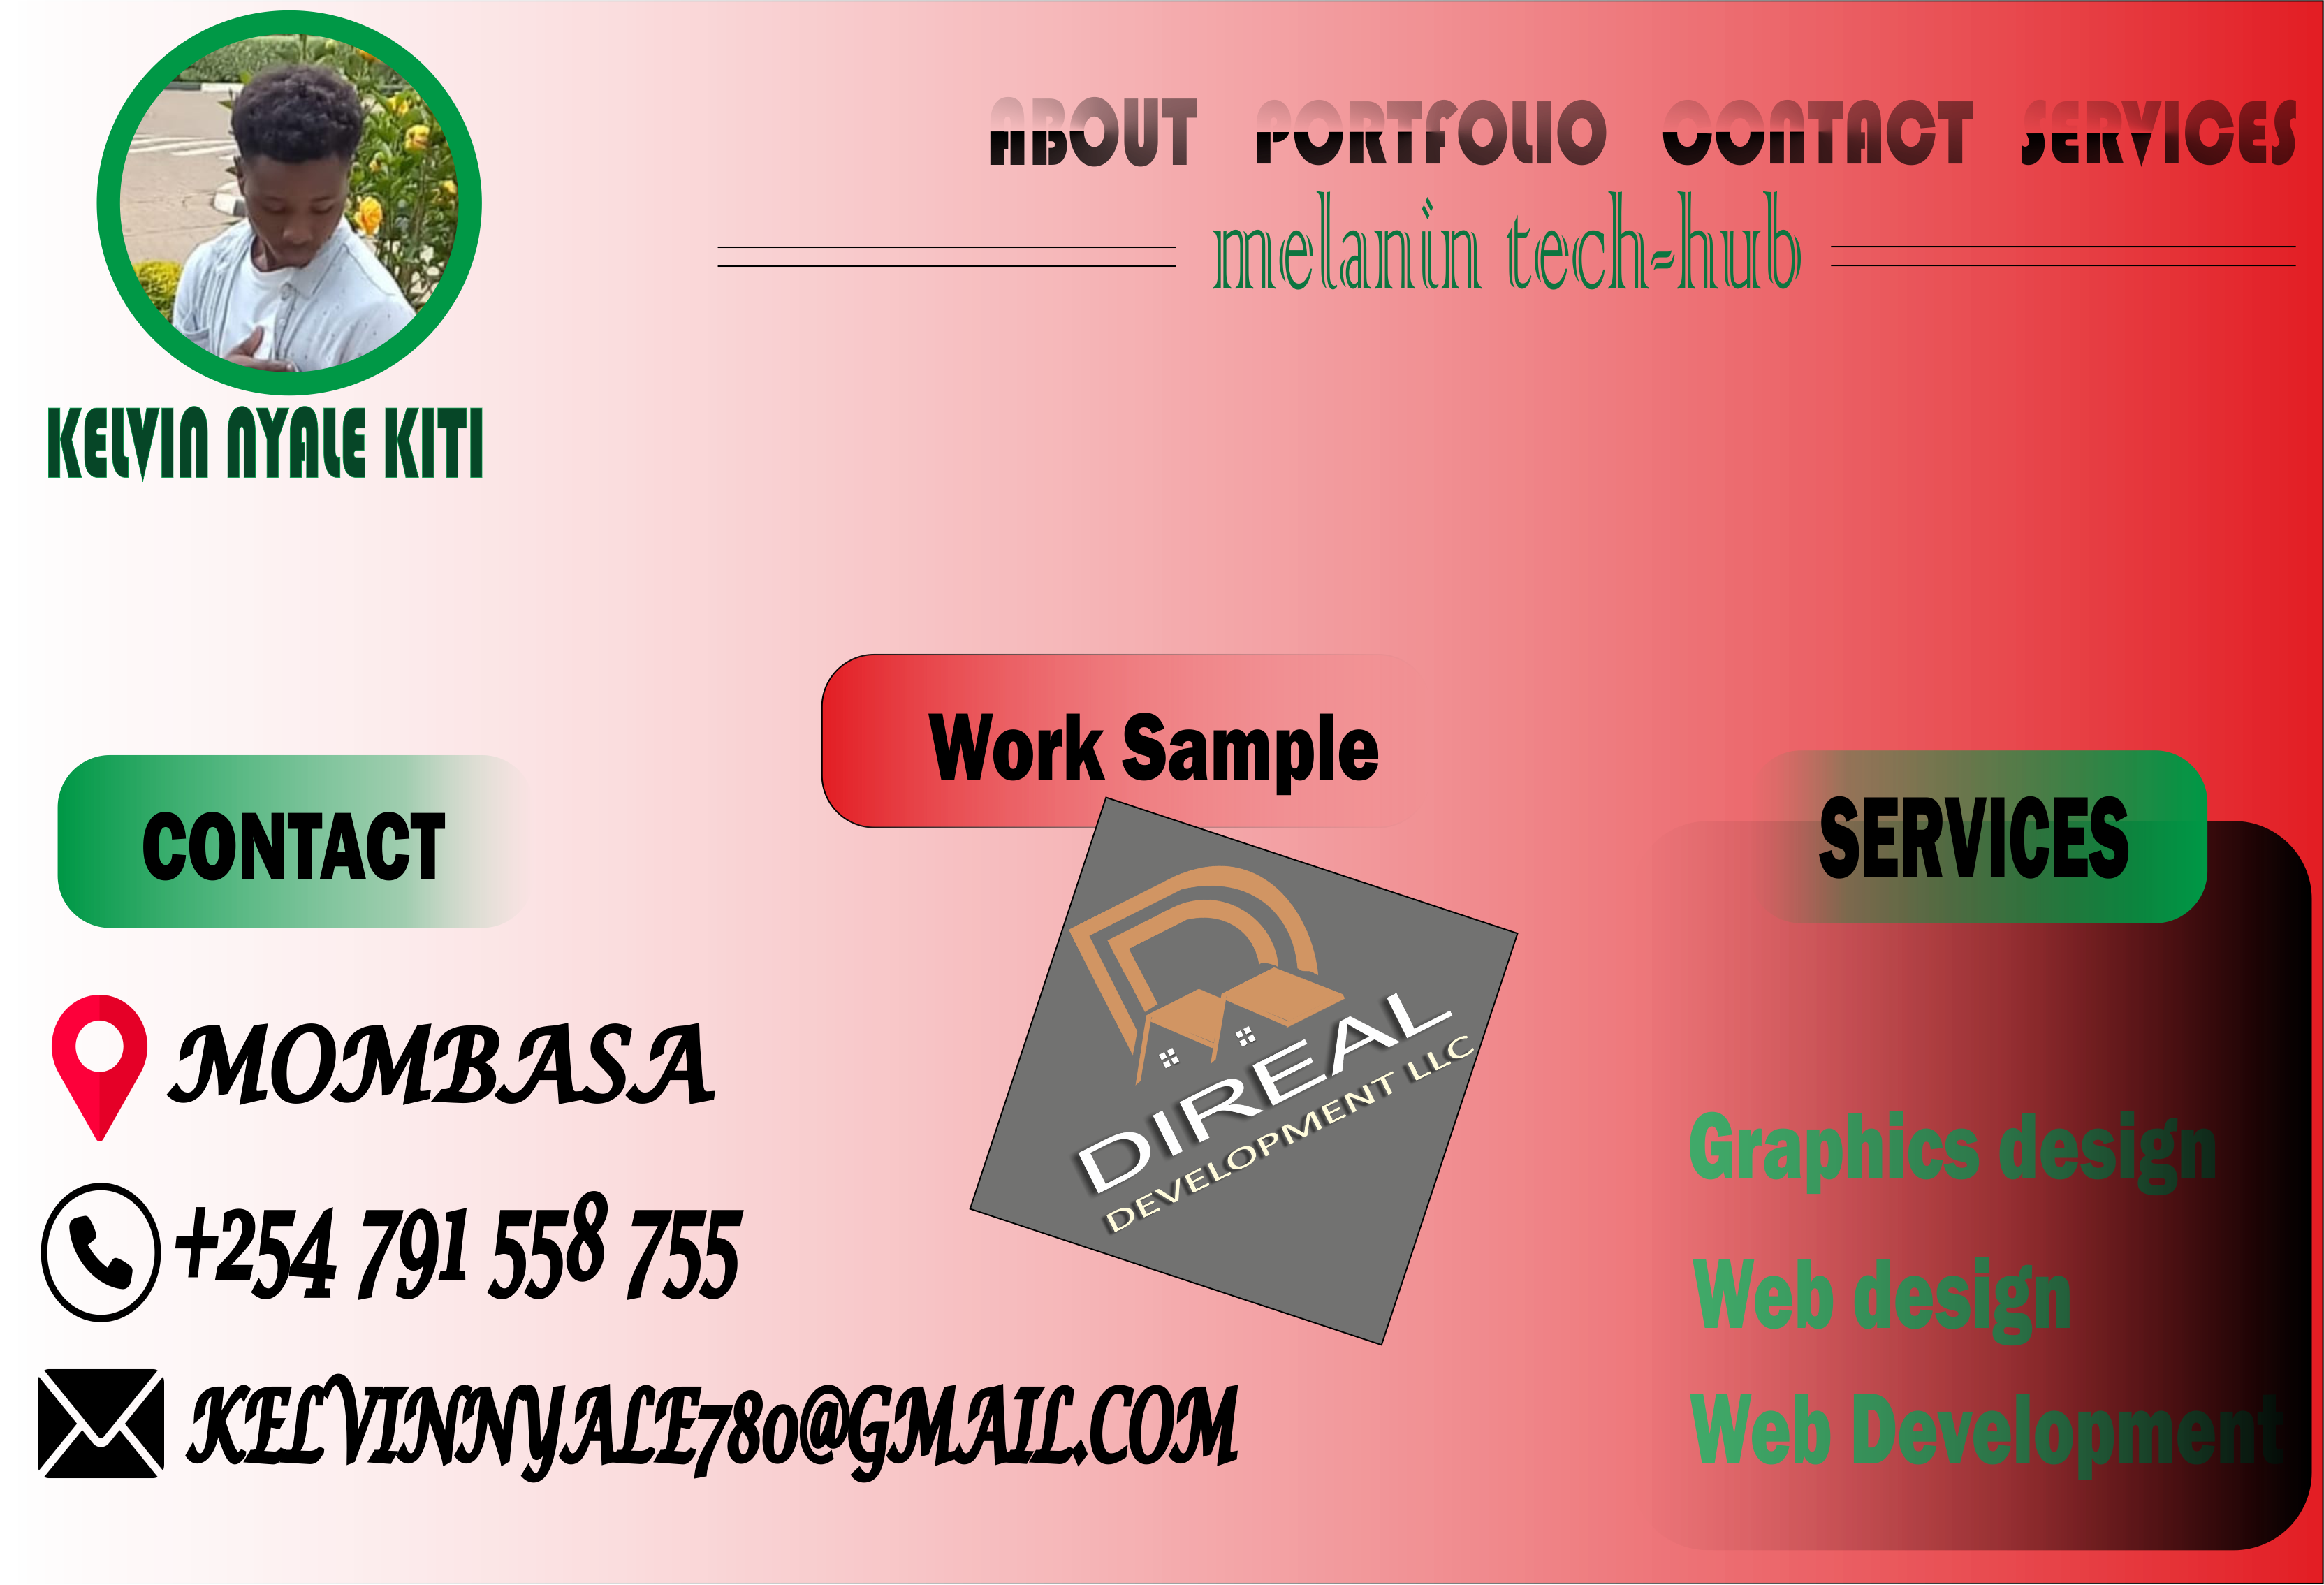 ABOUT PORTFOLIO CONTACT SERVICES
melanin tech-hub
KELVIN NYALE KITI
Work Sample
CONTACT
SERVICES
DIREAL
DEVELOPMENT LLC
MOMBASA
+254 791 558 755
KELVINNYALE780@GMAIL.COM
Graphics design
Web design
Web Development